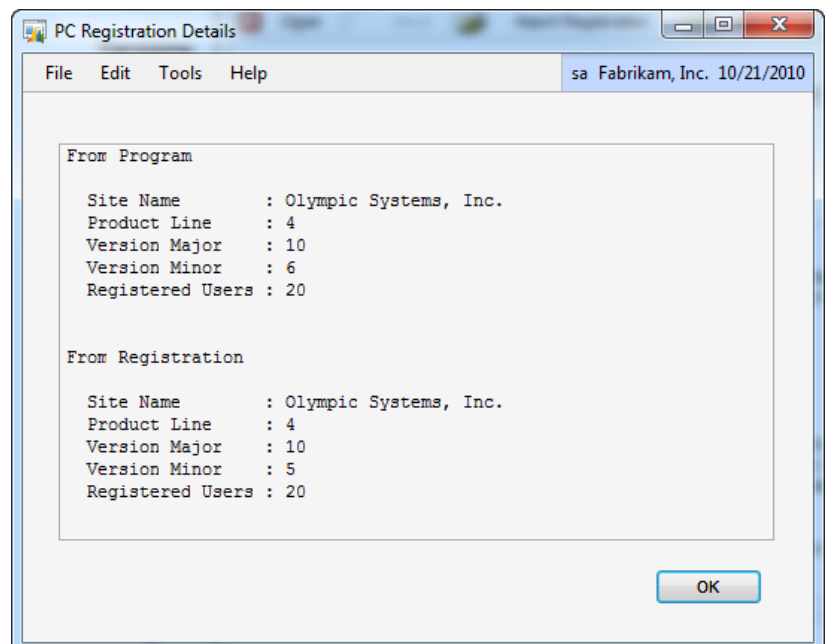 PC Registration Details
File Edit Tools Help sa Fabrikam, Inc. 10/21/2010
From Program
Site Name : Olympic Systems, Inc.
Product Line : 4
Version Major : 10
Version Minor : 6
Registered Users : 20
From Registration
Site Name : Olympic Systems, Inc.
Product Line : 4
Version Major : 10
Version Minor : 5
Registered Users : 20
OK